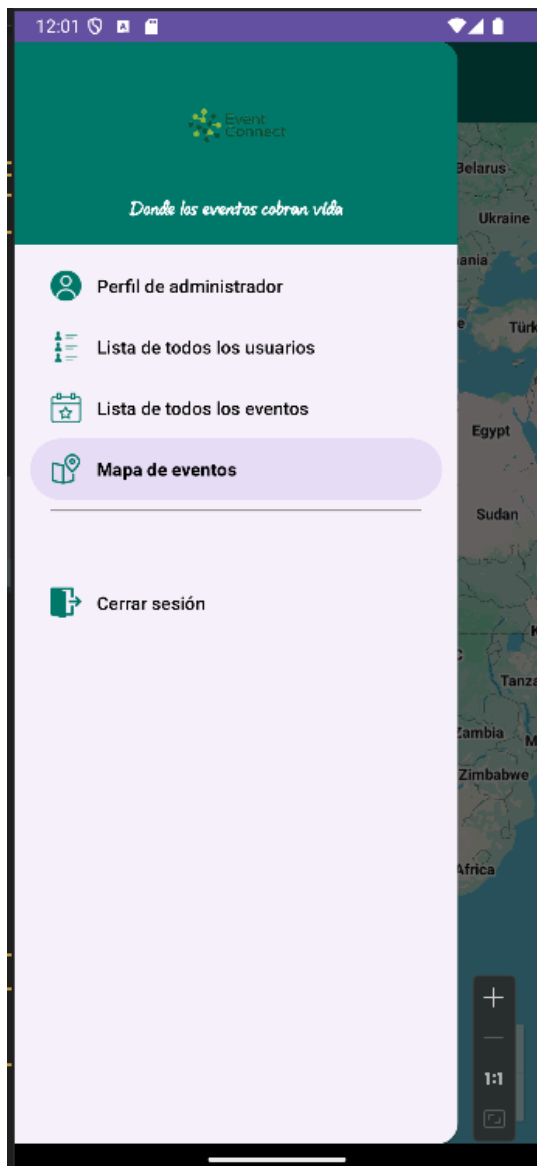 12:01
Event
Connect
Donde los eventos cobran vida
Perfil de administrador
Lista de todos los usuarios
Lista de todos los eventos
Mapa de eventos
Cerrar sesión
Belarus
Ukraine
ania
Türk
Egypt
Sudan
Tanza
Zambia
M
Zimbabwe
Africa
1:1